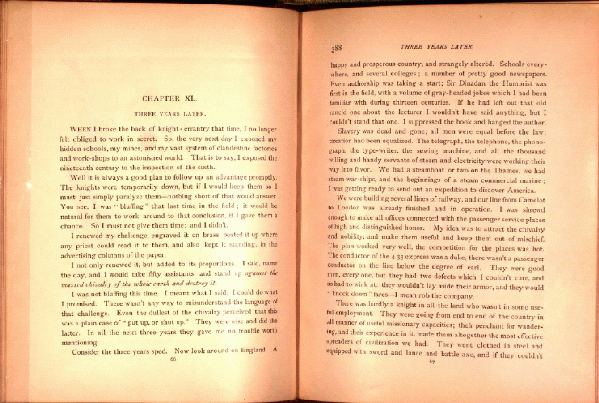 CHAPTER XL.
THREE YEARS LATER.
WHEN I broke the back of knight-errantry that time, I no longer
felt obliged to work in secret. So, the very next day I exposed my
hidden schools, my mines, and my vast system of clandestine factories
and work-shops to an astonished world. That is to say, I exposed the
nineteenth century to the inspection of the sixth.
Well it is always a good plan to follow up an advantage promptly.
The knights were temporarily down, but if I would keep them so I
must just simply paralyze them—nothing short of that would answer.
You see, I was "bluffing" that last time in the field; it would be
natural for them to work around to that conclusion, if I gave them a
chance. So I must not give them time; and I didn't.
I renewed my challenge, engraved it on brass, posted it up where
any priest could read it to them, and also kept it standing, in the
advertising columns of the paper.
I not only renewed it, but added to its proportions. I said, name
the day, and I would take fifty assistants and stand up against the
massed chivalry of the whole earth and destroy it.
I was not bluffing this time. I meant what I said; I could do what
I promised. There wasn't any way to misunderstand the language of
that challenge. Even the dullest of the chivalry perceived that this
was a plain case of "put up, or shut up." They were wise and did the
latter. In all the next three years they gave me no trouble worth
mentioning.
Consider the three years sped. Now look around on England. A
388
THREE YEARS LATER.
happy and prosperous country, and strangely altered. Schools every-
where, and several colleges; a number of pretty good newspapers.
Even authorship was taking a start; Sir Dinadan the Humorist was
first in the field, with a volume of gray-headed jokes which I had been
familiar with during thirteen centuries. If he had left out that old
rancid one about the lecturer I wouldn't have said anything, but I
couldn't stand that one. I suppressed the book and hanged the author.
Slavery was dead and gone; all men were equal before the law;
taxation had been equalized. The telegraph, the telephone, the phono-
graph, the type-writer, the sewing machine, and all the thousand
willing and handy servants of steam and electricity were working their
way into favor. We had a steamboat or two on the Thames, we had
steam war-ships, and the beginnings of a steam commercial marine;
I was getting ready to send out an expedition to discover America.
We were building several lines of railway, and our line from Camelot
to London was already finished and in operation. I was shrewd
enough to make all offices connected with the passenger service places
of high and distinguished honor. My idea was to attract the chivalry
and nobility, and make them useful and keep them out of mischief.
The plan worked very well, the competition for the places was hot.
The conductor of the 4.33 express was a duke, there wasn't a passenger
conductor on the line below the degree of earl. They were good
men, everyone, but they had two defects which I couldn't cure, and
so had to wink at: they wouldn't lay aside their armor, and they would
"knock down" fares—I mean rob the company.
There was hardly a knight in all the land who wasn't in some use-
ful employment. They were going from end to end of the country in
all manner of useful missionary capacities; their penchant for wander-
ing, and their experience in it, made them altogether the most effective
spreaders of civilization we had. They went clothed in steel and
equipped with sword and lance and battle axe, and if they couldn't